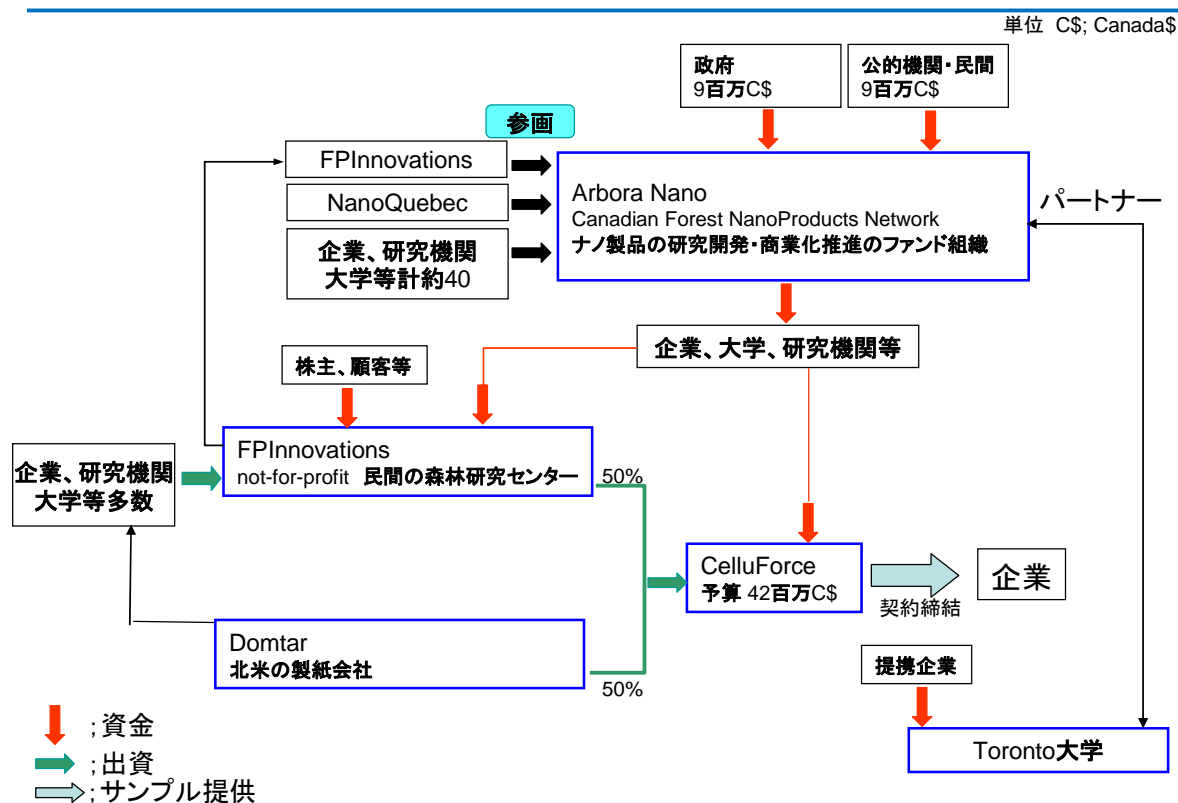 単位 C$; Canada$
政府
9百万C$
公的機関・民間
9百万C$
参画
FPInnovations
NanoQuebec
企業、研究機関
大学等計約40
Arbora Nano
Canadian Forest NanoProducts Network
ナノ製品の研究開発・商業化推進のファンド組織
パートナー
企業、大学、研究機関等
株主、顧客等
FPInnovations
not-for-profit 民間の森林研究センター
企業、研究機関
大学等多数
50%
CelluForce
予算 42百万C$
契約締結
企業
Domtar
北米の製紙会社
50%
提携企業
Toronto大学
;資金
;出資
;サンプル提供